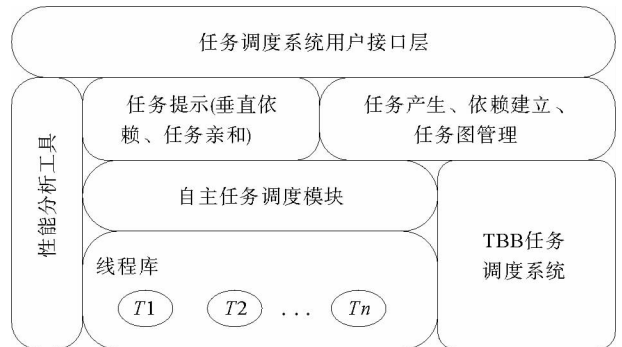 任务调度系统用户接口层
性能分析工具
任务提示(垂直依
赖、任务亲和)
任务产生、依赖建立、
任务图管理
自主任务调度模块
线程库
T1 T2 ... Tn
TBB任务
调度系统